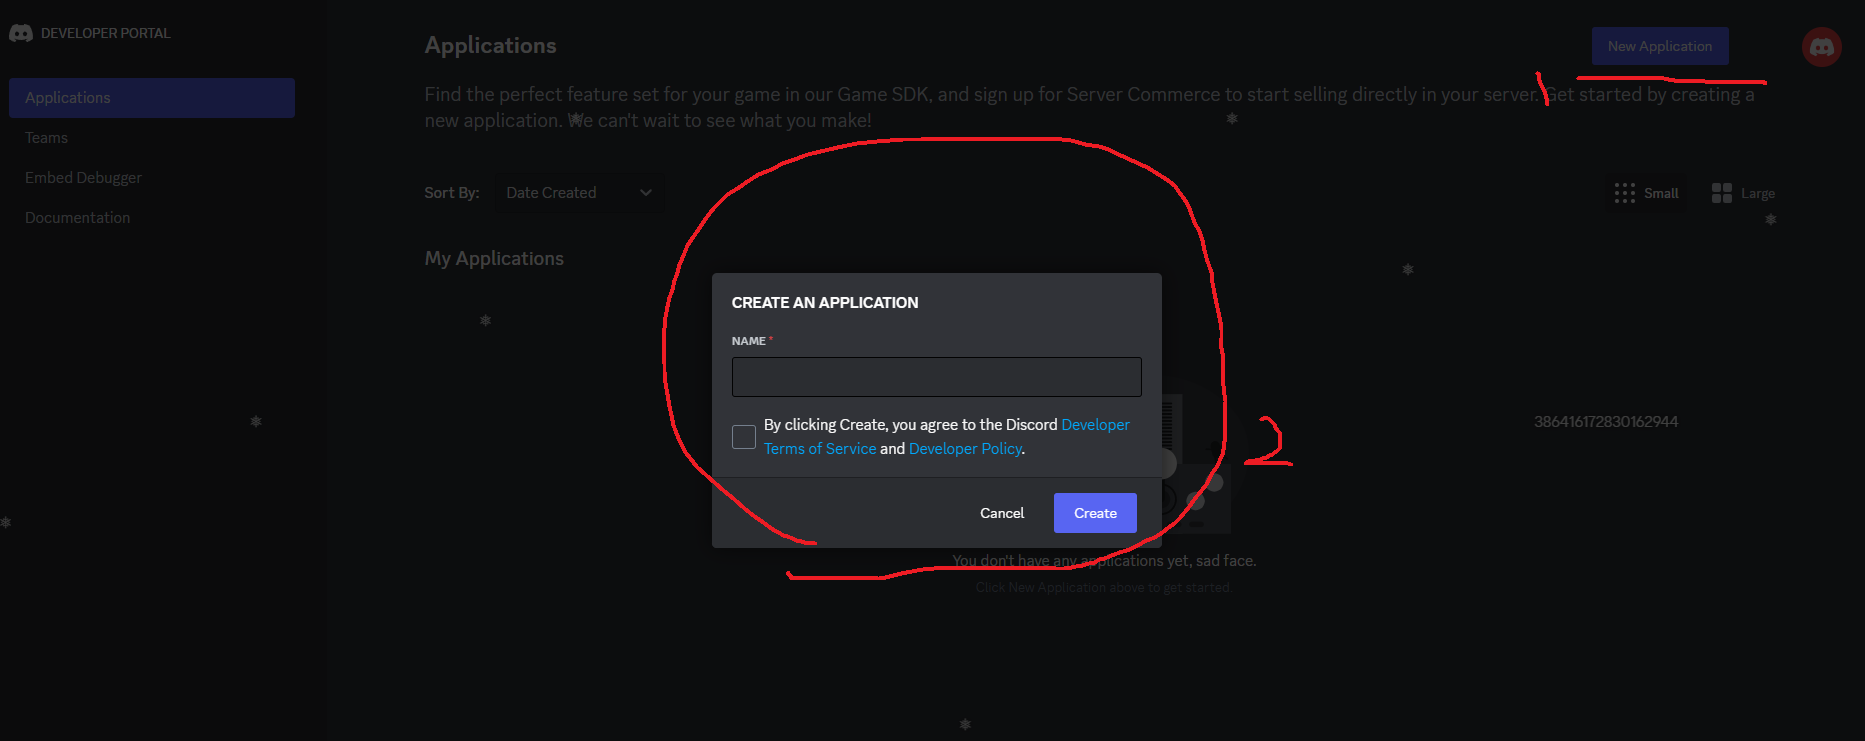 DEVELOPER PORTAL
Applications
Teams
Embed Debugger
Documentation
Applications
New Application
Find the perfect feature set for your game in our Game SDK, and sign up for Server Commerce to start selling directly in your server. Get started by creating a
new application. We can't wait to see what you make!
Sort By: Date Created
Small Large
My Applications
CREATE AN APPLICATION
NAME *
By clicking Create, you agree to the Discord Developer
Terms of Service and Developer Policy.
Cancel Create
2
386416172830162944
You don't have any applications yet, sad face.
Click New Application above to get started.